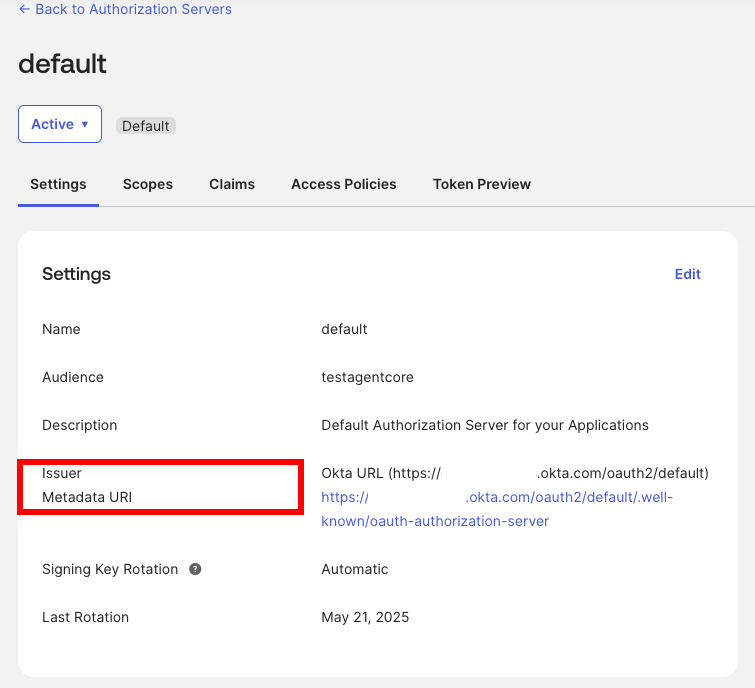 ← Back to Authorization Servers
default
Active ▾ Default
Settings Scopes Claims Access Policies Token Preview
Settings Edit
Name default
Audience testagentcore
Description Default Authorization Server for your Applications
Issuer Okta URL (https:// .okta.com/oauth2/default)
Metadata URI https:// .okta.com/oauth2/default/.well-
known/oauth-authorization-server
Signing Key Rotation ? Automatic
Last Rotation May 21, 2025